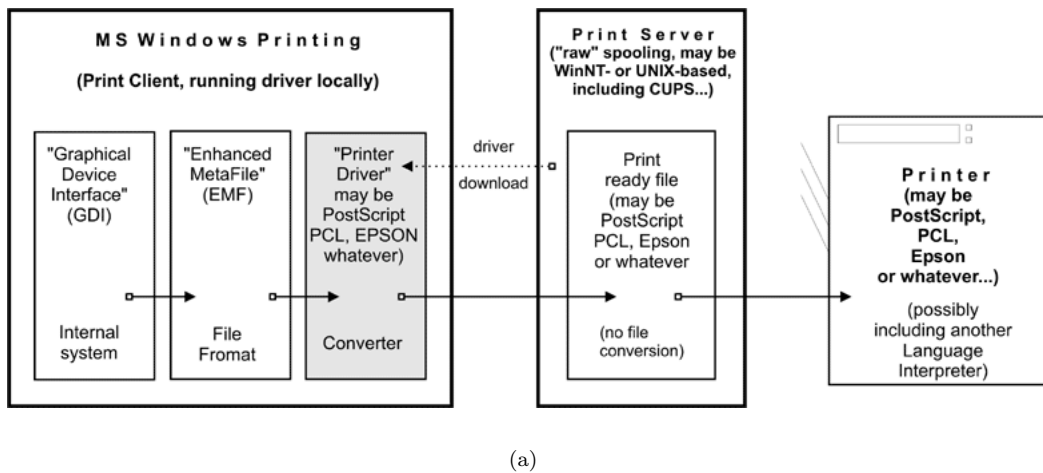 MS Windows Printing
(Print Client, running driver locally)
"Graphical
Device
Interface"
(GDI)
Internal
system
"Enhanced
MetaFile"
(EMF)
File
Fromat
"Printer
Driver"
may be
PostScript
PCL, EPSON
whatever)
Converter
driver
download
Print Server
("raw" spooling, may be
WinNT- or UNIX-based,
including CUPS...)
Print
ready file
(may be
PostScript
PCL, Epson
or whatever
(no file
conversion)
Printer
(may be
PostScript,
PCL,
Epson
or whatever...)
(possibly
including another
Language
Interpreter)
(a)